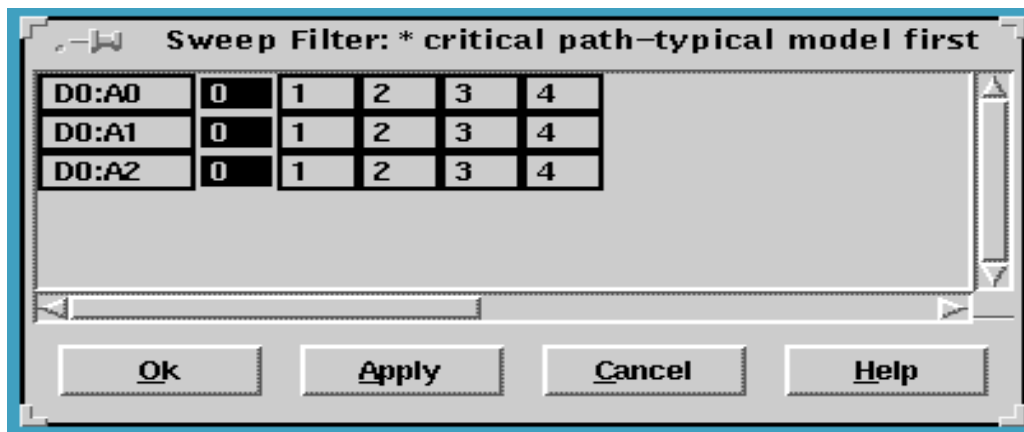 Sweep Filter: * critical path-typical model first
D0:A0 0 1 2 3 4
D0:A1 0 1 2 3 4
D0:A2 0 1 2 3 4
Ok Apply Cancel Help